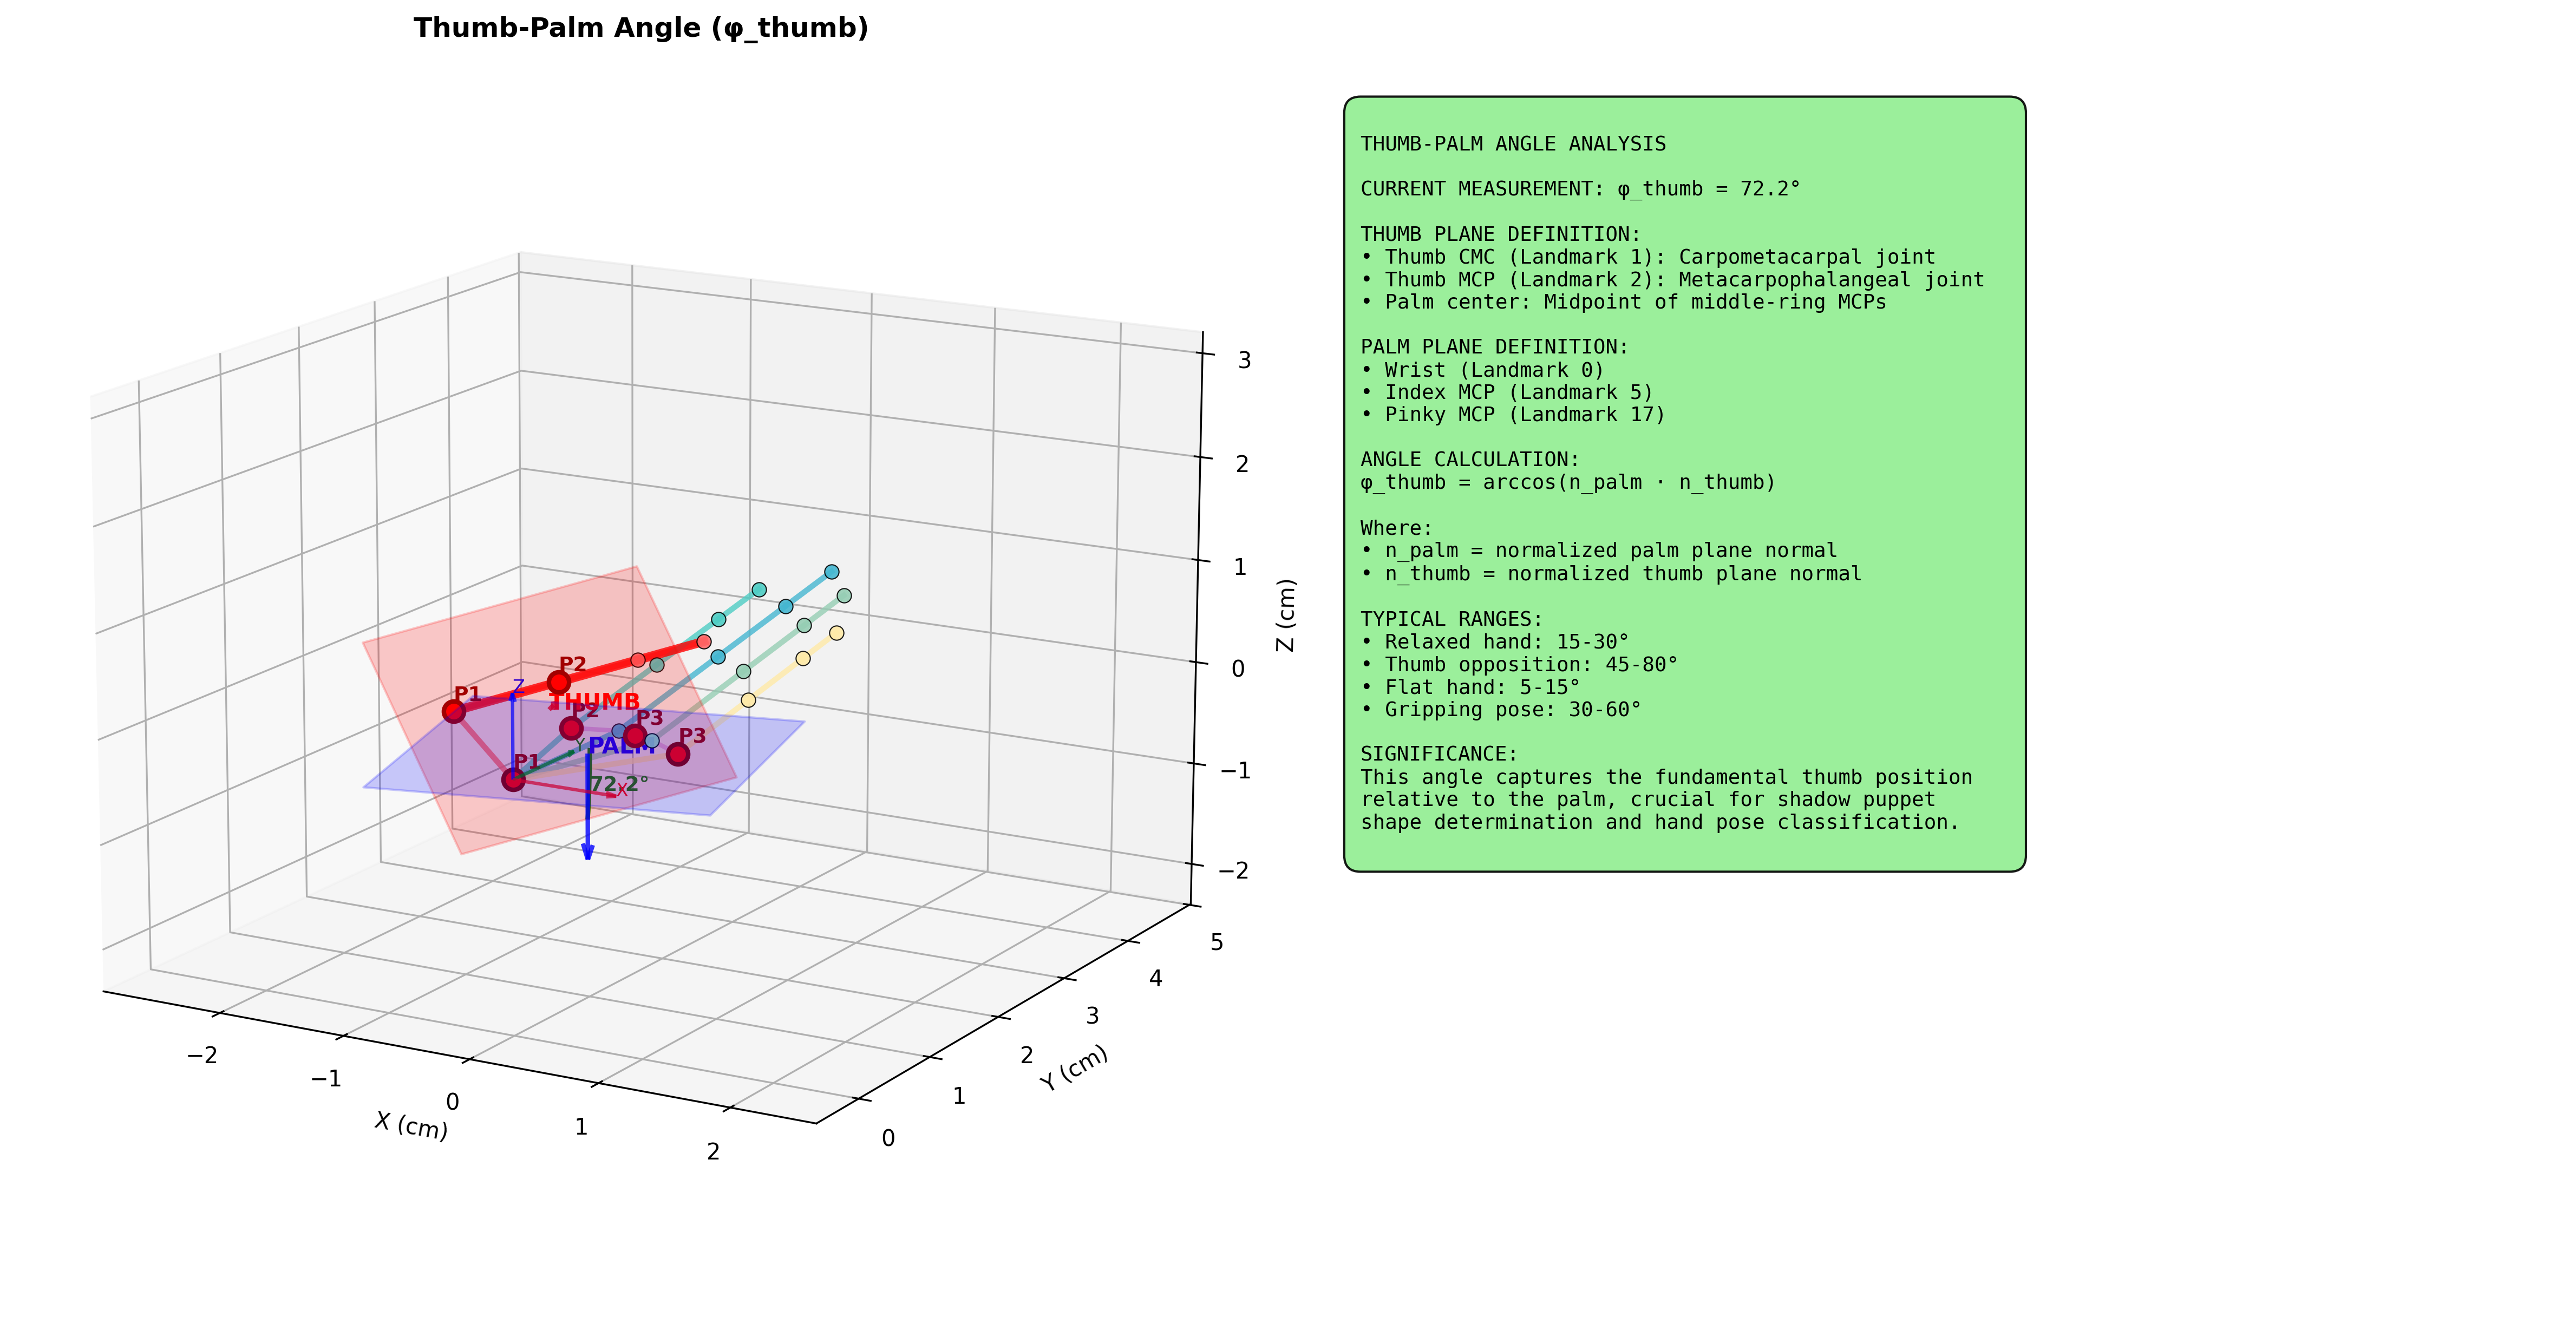 Thumb-Palm Angle (φ_thumb)
3
2
1
0
−1
−2
Z (cm)
P2
P1
Z
THUMB
P2
P3
P3
Y
PALM
P1
72.2°
X
−2
−1
0
1
2
X (cm)
0
1
2
3
4
5
Y (cm)
THUMB-PALM ANGLE ANALYSIS
CURRENT MEASUREMENT: φ_thumb = 72.2°
THUMB PLANE DEFINITION:
• Thumb CMC (Landmark 1): Carpometacarpal joint
• Thumb MCP (Landmark 2): Metacarpophalangeal joint
• Palm center: Midpoint of middle-ring MCPs
PALM PLANE DEFINITION:
• Wrist (Landmark 0)
• Index MCP (Landmark 5)
• Pinky MCP (Landmark 17)
ANGLE CALCULATION:
φ_thumb = arccos(n_palm · n_thumb)
Where:
• n_palm = normalized palm plane normal
• n_thumb = normalized thumb plane normal
TYPICAL RANGES:
• Relaxed hand: 15-30°
• Thumb opposition: 45-80°
• Flat hand: 5-15°
• Gripping pose: 30-60°
SIGNIFICANCE:
This angle captures the fundamental thumb position
relative to the palm, crucial for shadow puppet
shape determination and hand pose classification.